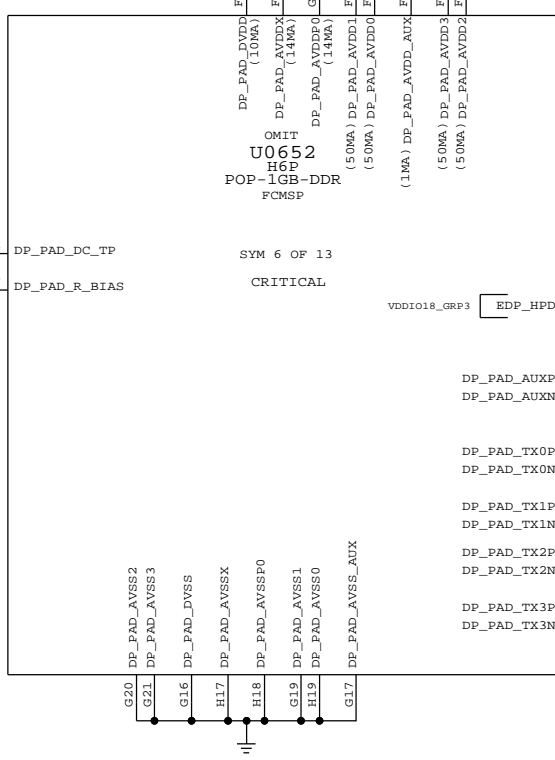 F
F
G
F
F
F
F
F
DP_PAD_DVDD
(10MA)
DP_PAD_AVDDX
(14MA)
DP_PAD_AVDDP0
(14MA)
(50MA) DP_PAD_AVDD1
(50MA) DP_PAD_AVDD0
(1MA) DP_PAD_AVDD_AUX
(50MA) DP_PAD_AVDD3
(50MA) DP_PAD_AVDD2
OMIT
U0652
H6P
POP-1GB-DDR
FCMSP
DP_PAD_DC_TP
SYM 6 OF 13
DP_PAD_R_BIAS
CRITICAL
VDDIO18_GRP3
EDP_HPD
DP_PAD_AUXP
DP_PAD_AUXN
DP_PAD_TX0P
DP_PAD_TX0N
DP_PAD_TX1P
DP_PAD_TX1N
DP_PAD_TX2P
DP_PAD_TX2N
DP_PAD_TX3P
DP_PAD_TX3N
DP_PAD_AVSS2
DP_PAD_AVSS3
DP_PAD_DVSS
DP_PAD_AVSSX
DP_PAD_AVSSP0
DP_PAD_AVSS1
DP_PAD_AVSS0
DP_PAD_AVSS_AUX
G20
G21
G16
H17
H18
G19
H19
G17